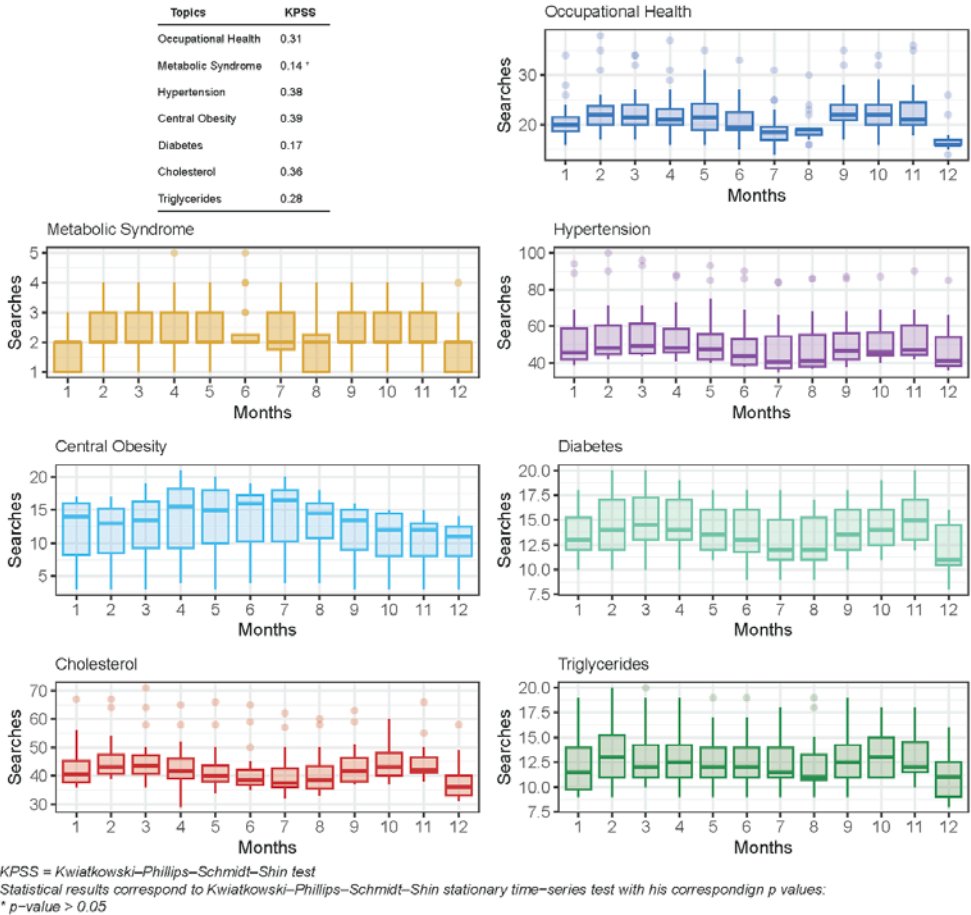 Topics KPSS
Occupational Health 0.31
Metabolic Syndrome 0.14 *
Hypertension 0.38
Central Obesity 0.39
Diabetes 0.17
Cholesterol 0.36
Triglycerides 0.28
Occupational Health
Searches
30
20
1 2 3 4 5 6 7 8 9 10 11 12
Months
Metabolic Syndrome
Searches
5
4
3
2
1
1 2 3 4 5 6 7 8 9 10 11 12
Months
Hypertension
Searches
100
80
60
40
1 2 3 4 5 6 7 8 9 10 11 12
Months
Central Obesity
Searches
20
15
10
5
1 2 3 4 5 6 7 8 9 10 11 12
Months
Diabetes
Searches
20.0
17.5
15.0
12.5
10.0
7.5
1 2 3 4 5 6 7 8 9 10 11 12
Months
Cholesterol
Searches
70
60
50
40
30
1 2 3 4 5 6 7 8 9 10 11 12
Months
Triglycerides
Searches
20.0
17.5
15.0
12.5
10.0
7.5
1 2 3 4 5 6 7 8 9 10 11 12
Months
KPSS = Kwiatkowski–Phillips–Schmidt–Shin test
Statistical results correspond to Kwiatkowski–Phillips–Schmidt–Shin stationary time−series test with his correspondign p values:
* p−value > 0.05